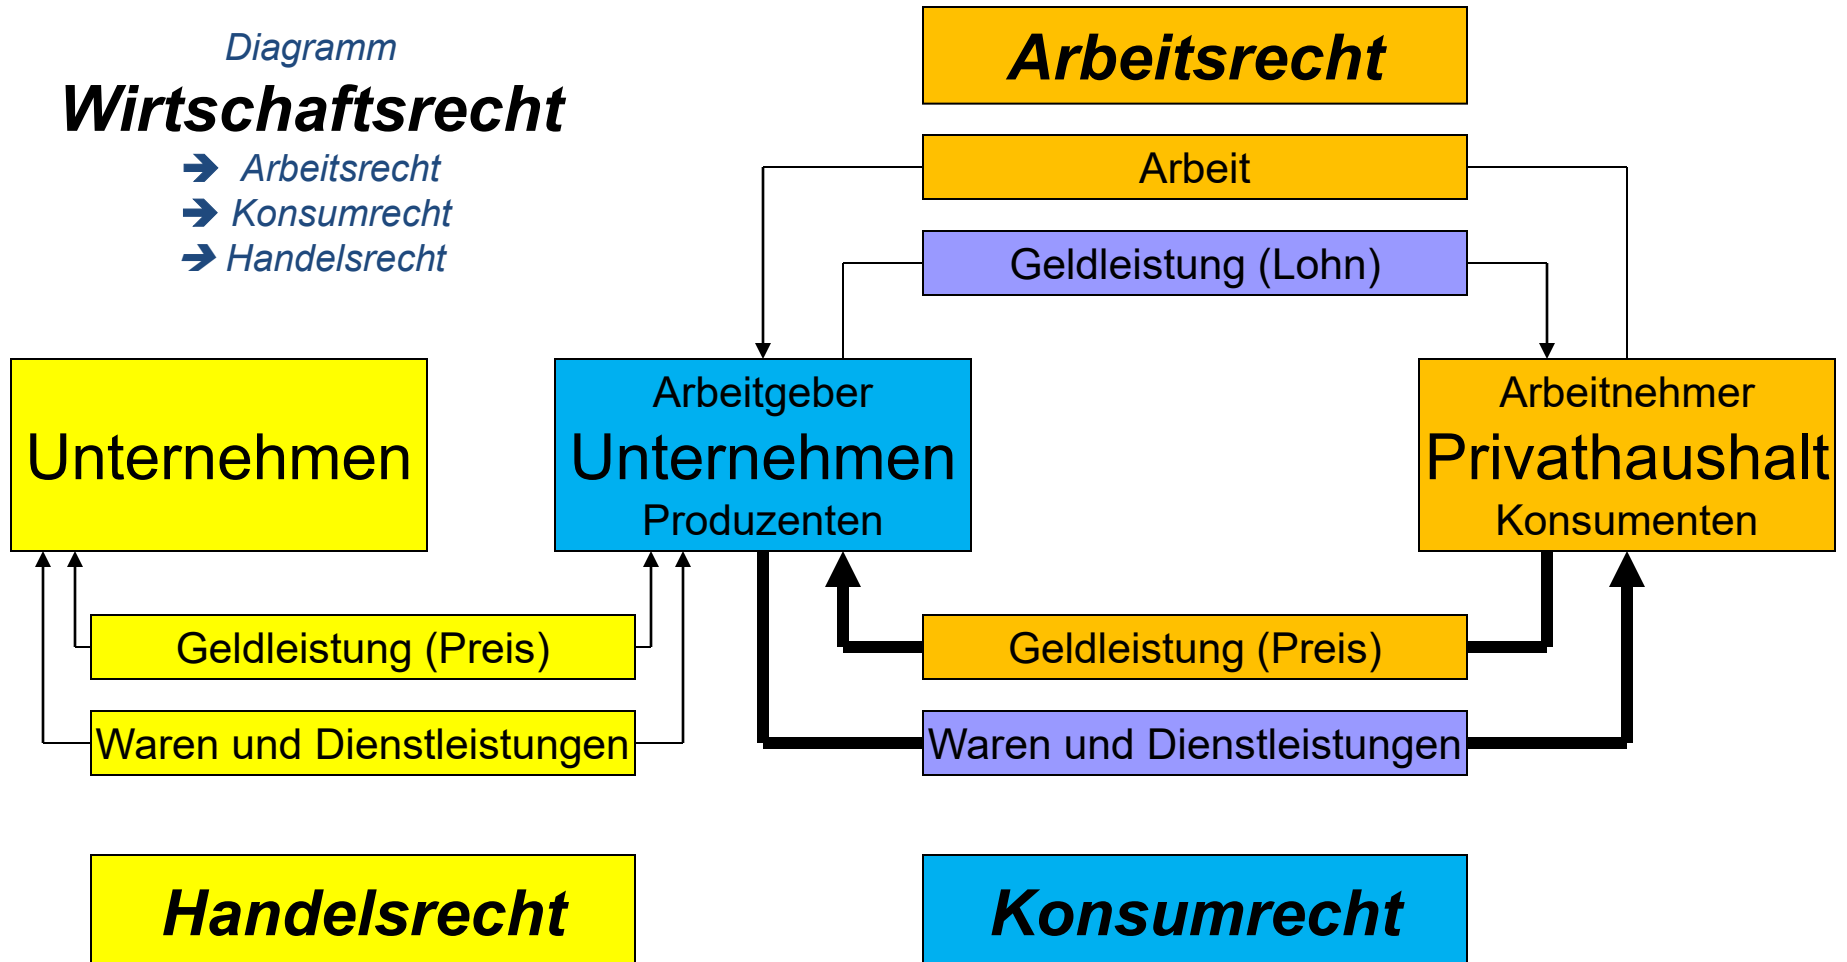 Diagramm
Wirtschaftsrecht
➔ Arbeitsrecht
➔ Konsumrecht
➔ Handelsrecht
Arbeitsrecht
Arbeit
Geldleistung (Lohn)
Unternehmen
Arbeitgeber
Unternehmen
Produzenten
Arbeitnehmer
Privathaushalt
Konsumenten
Geldleistung (Preis)
Waren und Dienstleistungen
Geldleistung (Preis)
Waren und Dienstleistungen
Handelsrecht
Konsumrecht